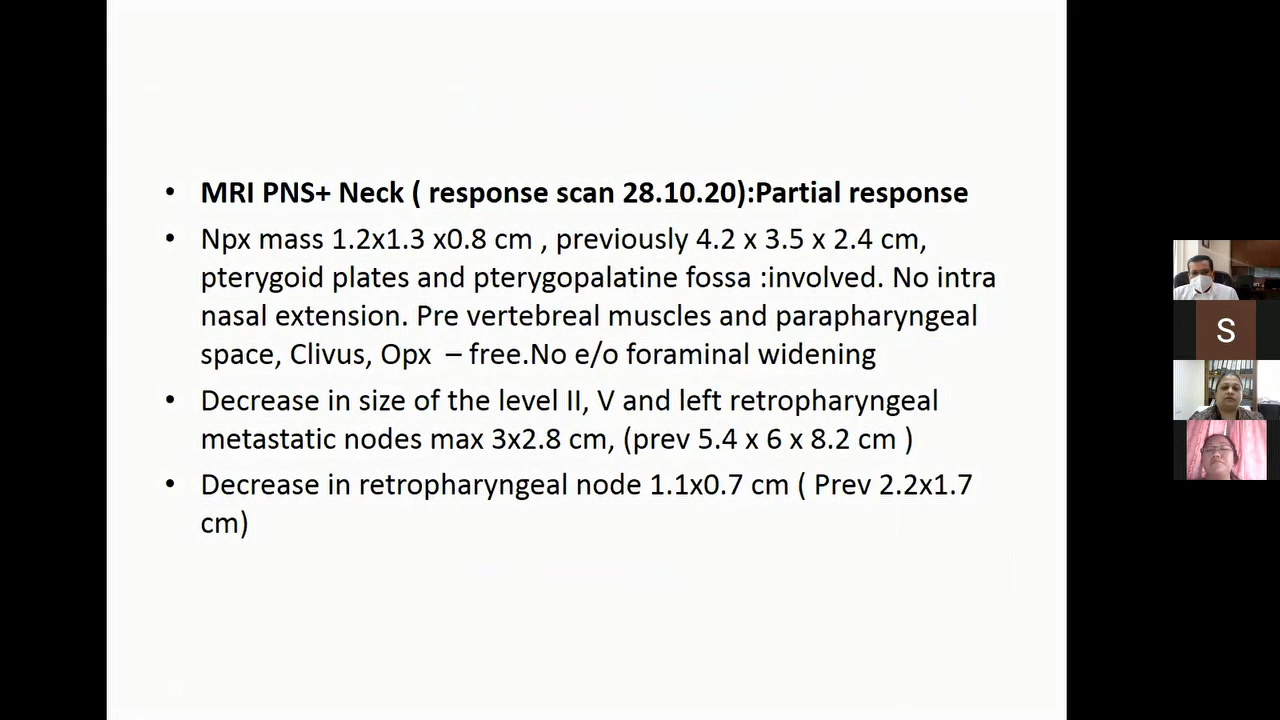 • MRI PNS+ Neck ( response scan 28.10.20):Partial response
• Npx mass 1.2x1.3 x0.8 cm , previously 4.2 x 3.5 x 2.4 cm,
pterygoid plates and pterygopalatine fossa :involved. No intra
nasal extension. Pre vertebreal muscles and parapharyngeal
space, Clivus, Opx – free.No e/o foraminal widening
• Decrease in size of the level II, V and left retropharyngeal
metastatic nodes max 3x2.8 cm, (prev 5.4 x 6 x 8.2 cm )
• Decrease in retropharyngeal node 1.1x0.7 cm ( Prev 2.2x1.7
cm)
S